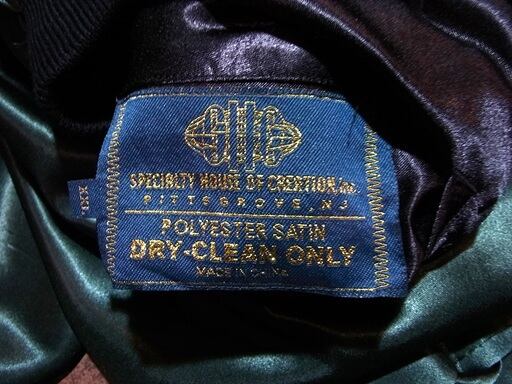 SPECIALTY HOUSE OF CREATION, INC.
PITTSGROVE, NJ
POLYESTER SATIN
DRY-CLEAN ONLY
MADE IN CHINA